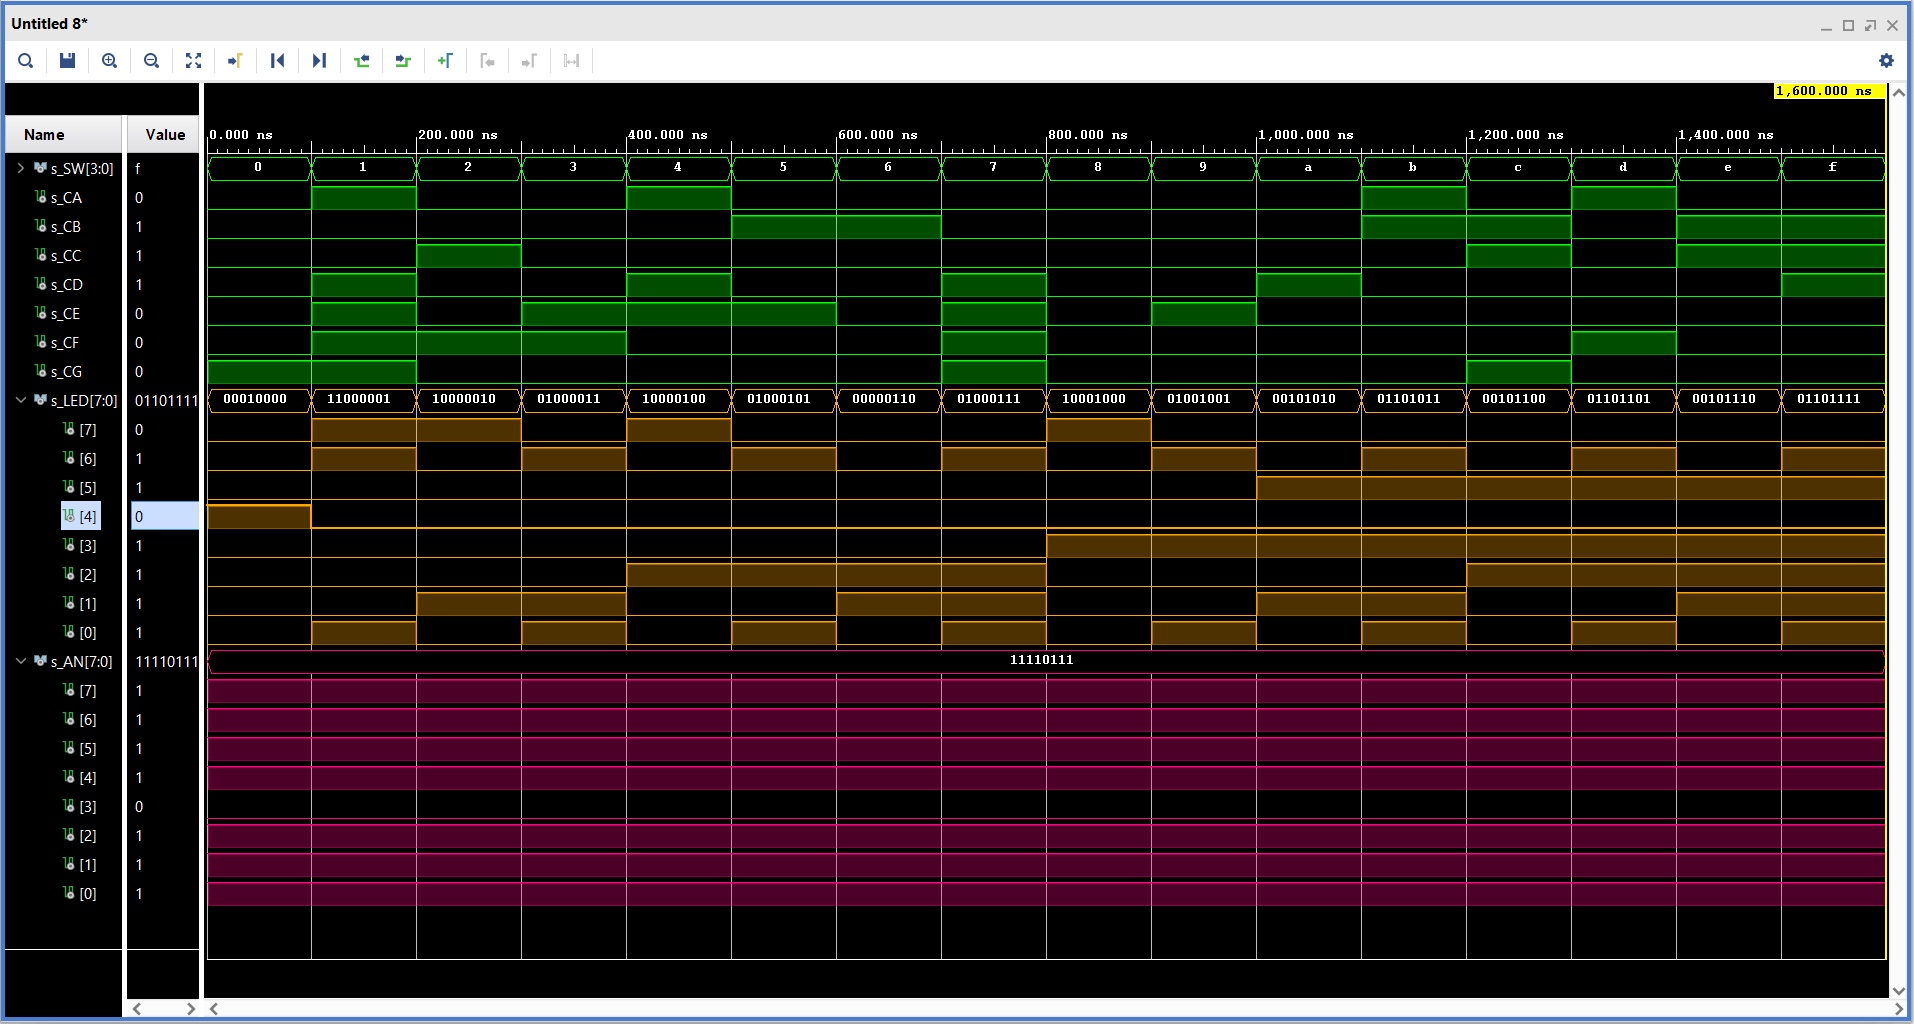 Untitled 8*
1,600.000 ns
Name Value
0.000 ns 200.000 ns 400.000 ns 600.000 ns 800.000 ns 1,000.000 ns 1,200.000 ns 1,400.000 ns
s_SW[3:0] f 0 1 2 3 4 5 6 7 8 9 a b c d e f
s_CA 0
s_CB 1
s_CC 1
s_CD 1
s_CE 0
s_CF 0
s_CG 0
s_LED[7:0] 01101111 00010000 11000001 10000010 01000011 10000100 01000101 00000110 01000111 10001000 01001001 00101010 01101011 00101100 01101101 00101110 01101111
[7] 0
[6] 1
[5] 1
[4] 0
[3] 1
[2] 1
[1] 1
[0] 1
s_AN[7:0] 11110111 11110111
[7] 1
[6] 1
[5] 1
[4] 1
[3] 0
[2] 1
[1] 1
[0] 1